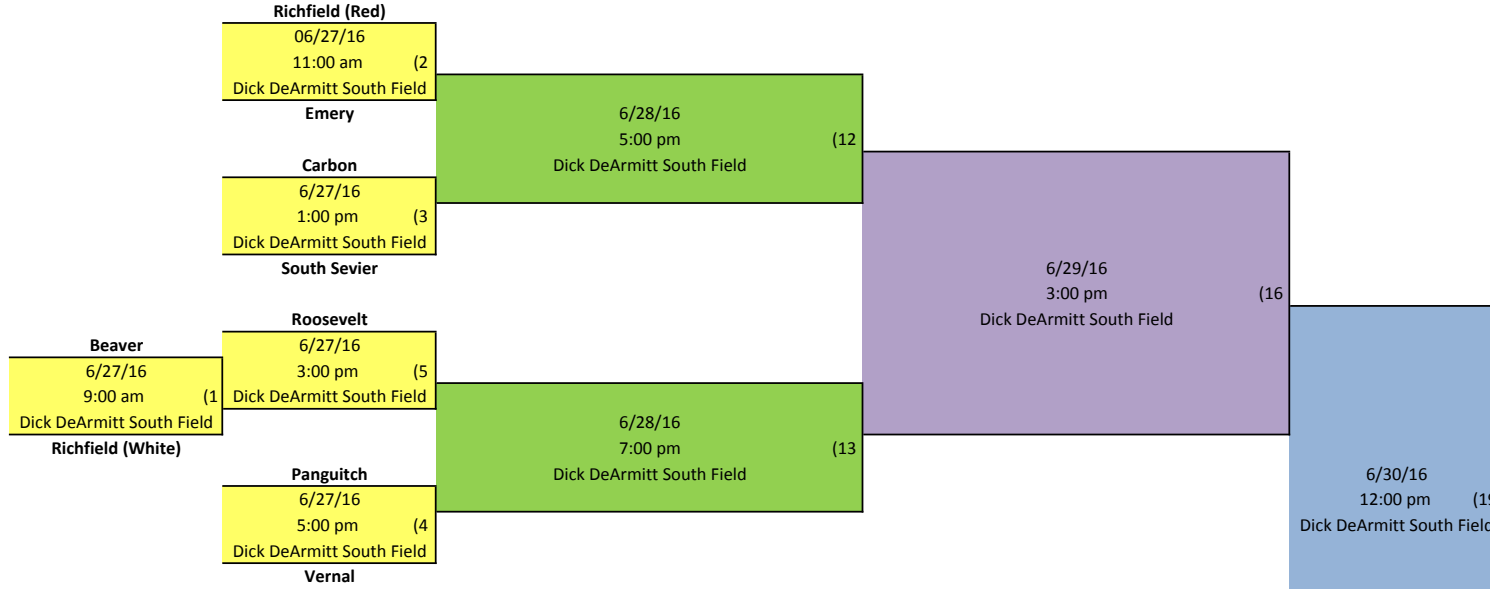 Richfield (Red)
06/27/16
11:00 am (2
Dick DeArmitt South Field
Emery
6/28/16
5:00 pm (12
Dick DeArmitt South Field
Carbon
6/27/16
1:00 pm (3
Dick DeArmitt South Field
South Sevier
6/29/16
3:00 pm (16
Dick DeArmitt South Field
Roosevelt
6/27/16
3:00 pm (5
Dick DeArmitt South Field
Beaver
6/27/16
9:00 am (1
Dick DeArmitt South Field
Richfield (White)
6/28/16
7:00 pm (13
Dick DeArmitt South Field
Panguitch
6/27/16
5:00 pm (4
Dick DeArmitt South Field
Vernal
6/30/16
12:00 pm (19
Dick DeArmitt South Field